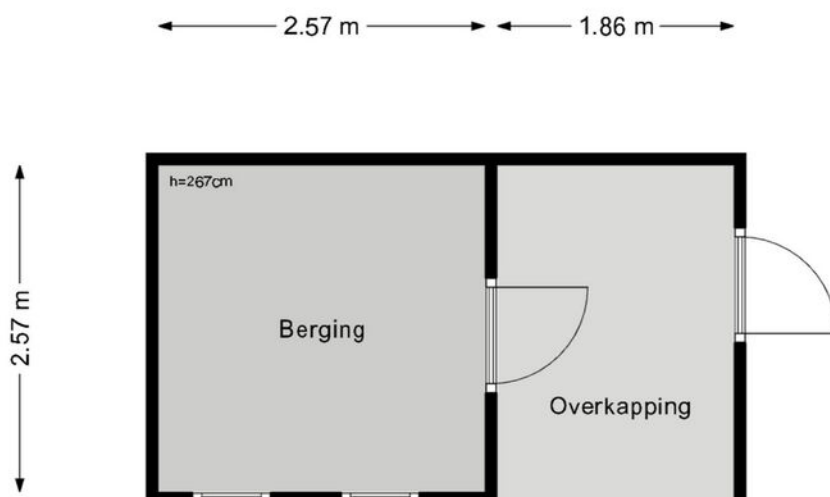 2.57 m 1.86 m
h=267cm
2.57 m
Berging
Overkapping